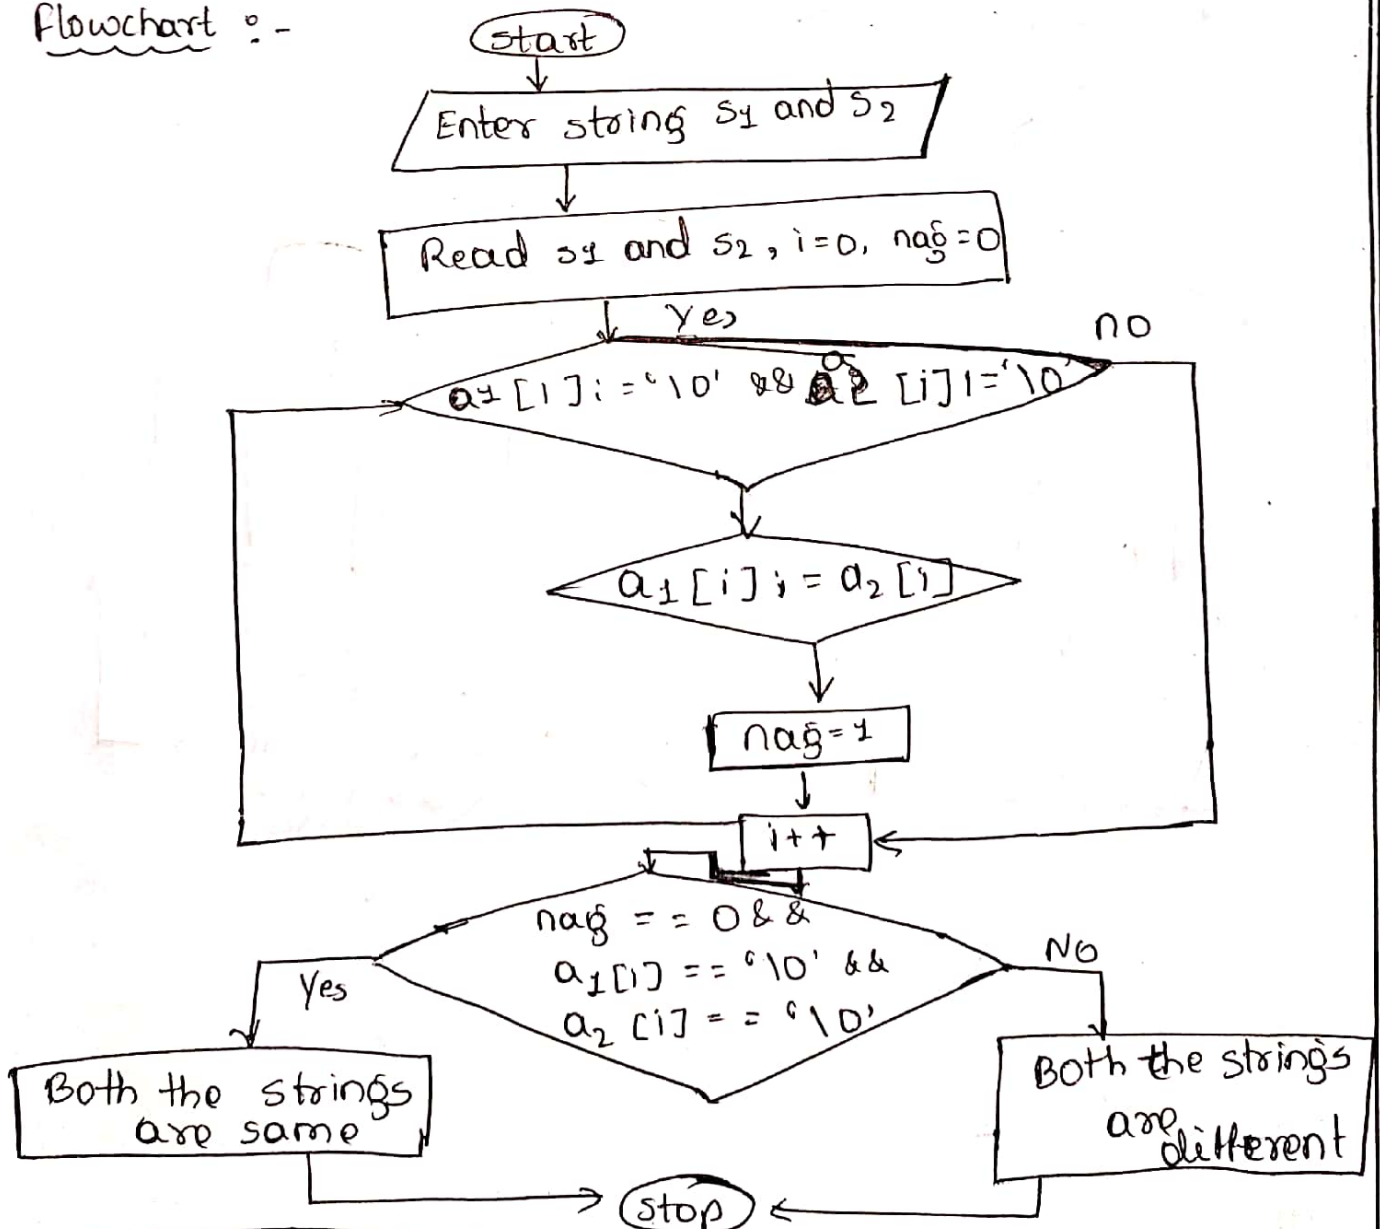 Flowchart :-
start
Enter string s1 and s2
Read s1 and s2, i=0, nag=0
Yes
no
a1 [i] ; = '\0' && a2 [i] != '\0'
a1 [i] ; = a2 [i]
nag=1
i++
nag = = 0 & &
a1[i] == '\0' &&
a2 [i] = = '\0'
Yes
NO
Both the strings
are same
Both the strings
are different
stop